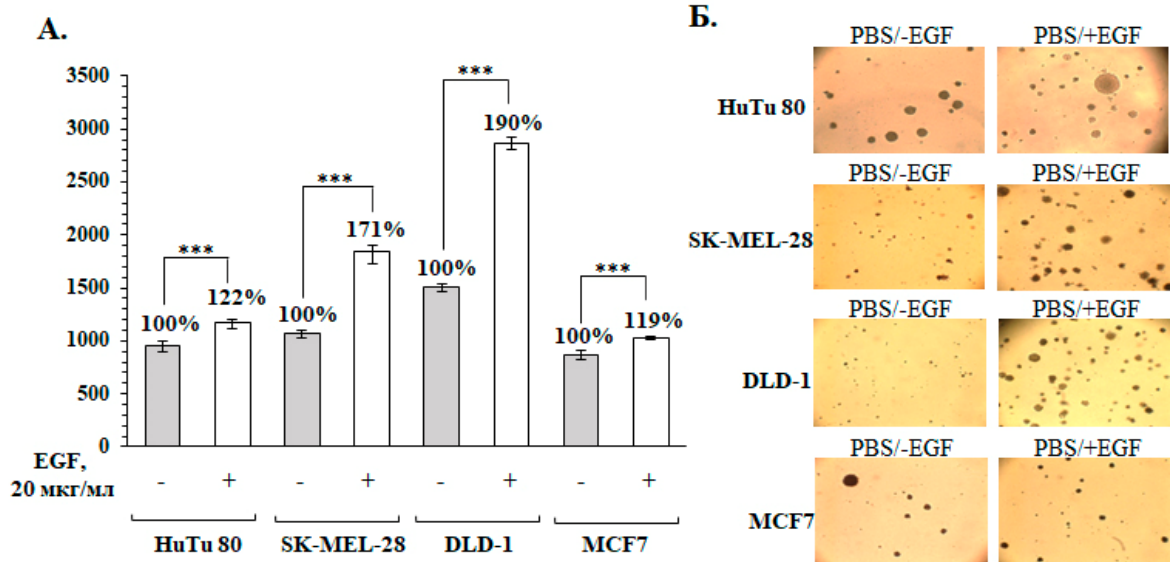 А.
3500
3000
2500
2000
1500
1000
500
0
***
100%
122%
***
100%
171%
***
100%
190%
***
100%
119%
EGF,
20 мкг/мл
- + - + - + - +
HuTu 80 SK-MEL-28 DLD-1 MCF7
Б.
PBS/-EGF PBS/+EGF
HuTu 80
PBS/-EGF PBS/+EGF
SK-MEL-28
PBS/-EGF PBS/+EGF
DLD-1
PBS/-EGF PBS/+EGF
MCF7